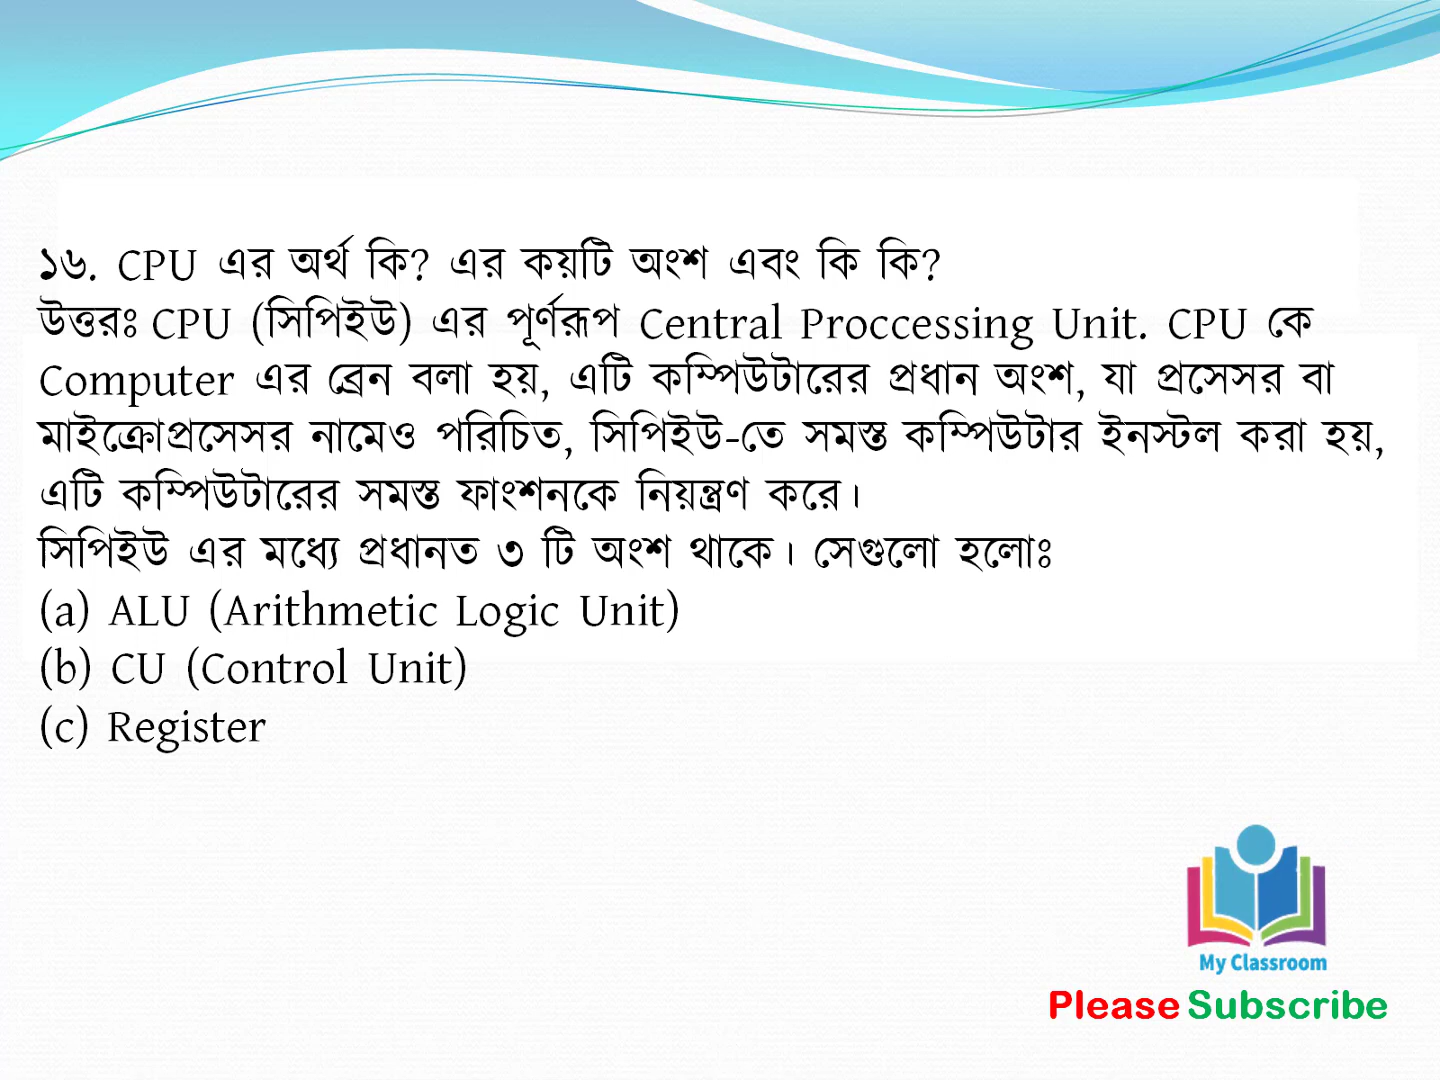 ১৬. CPU এর অর্থ কি? এর কয়টি অংশ এবং কি কি?
উত্তরঃ CPU (সিপিইউ) এর পূর্ণরূপ Central Proccessing Unit. CPU কে
Computer এর ব্রেন বলা হয়, এটি কম্পিউটারের প্রধান অংশ, যা প্রসেসর বা
মাইক্রোপ্রসেসর নামেও পরিচিত, সিপিইউ-তে সমস্ত কম্পিউটার ইনস্টল করা হয়,
এটি কম্পিউটারের সমস্ত ফাংশনকে নিয়ন্ত্রণ করে।
সিপিইউ এর মধ্যে প্রধানত ৩ টি অংশ থাকে। সেগুলো হলোঃ
(a) ALU (Arithmetic Logic Unit)
(b) CU (Control Unit)
(c) Register
My Classroom
Please Subscribe